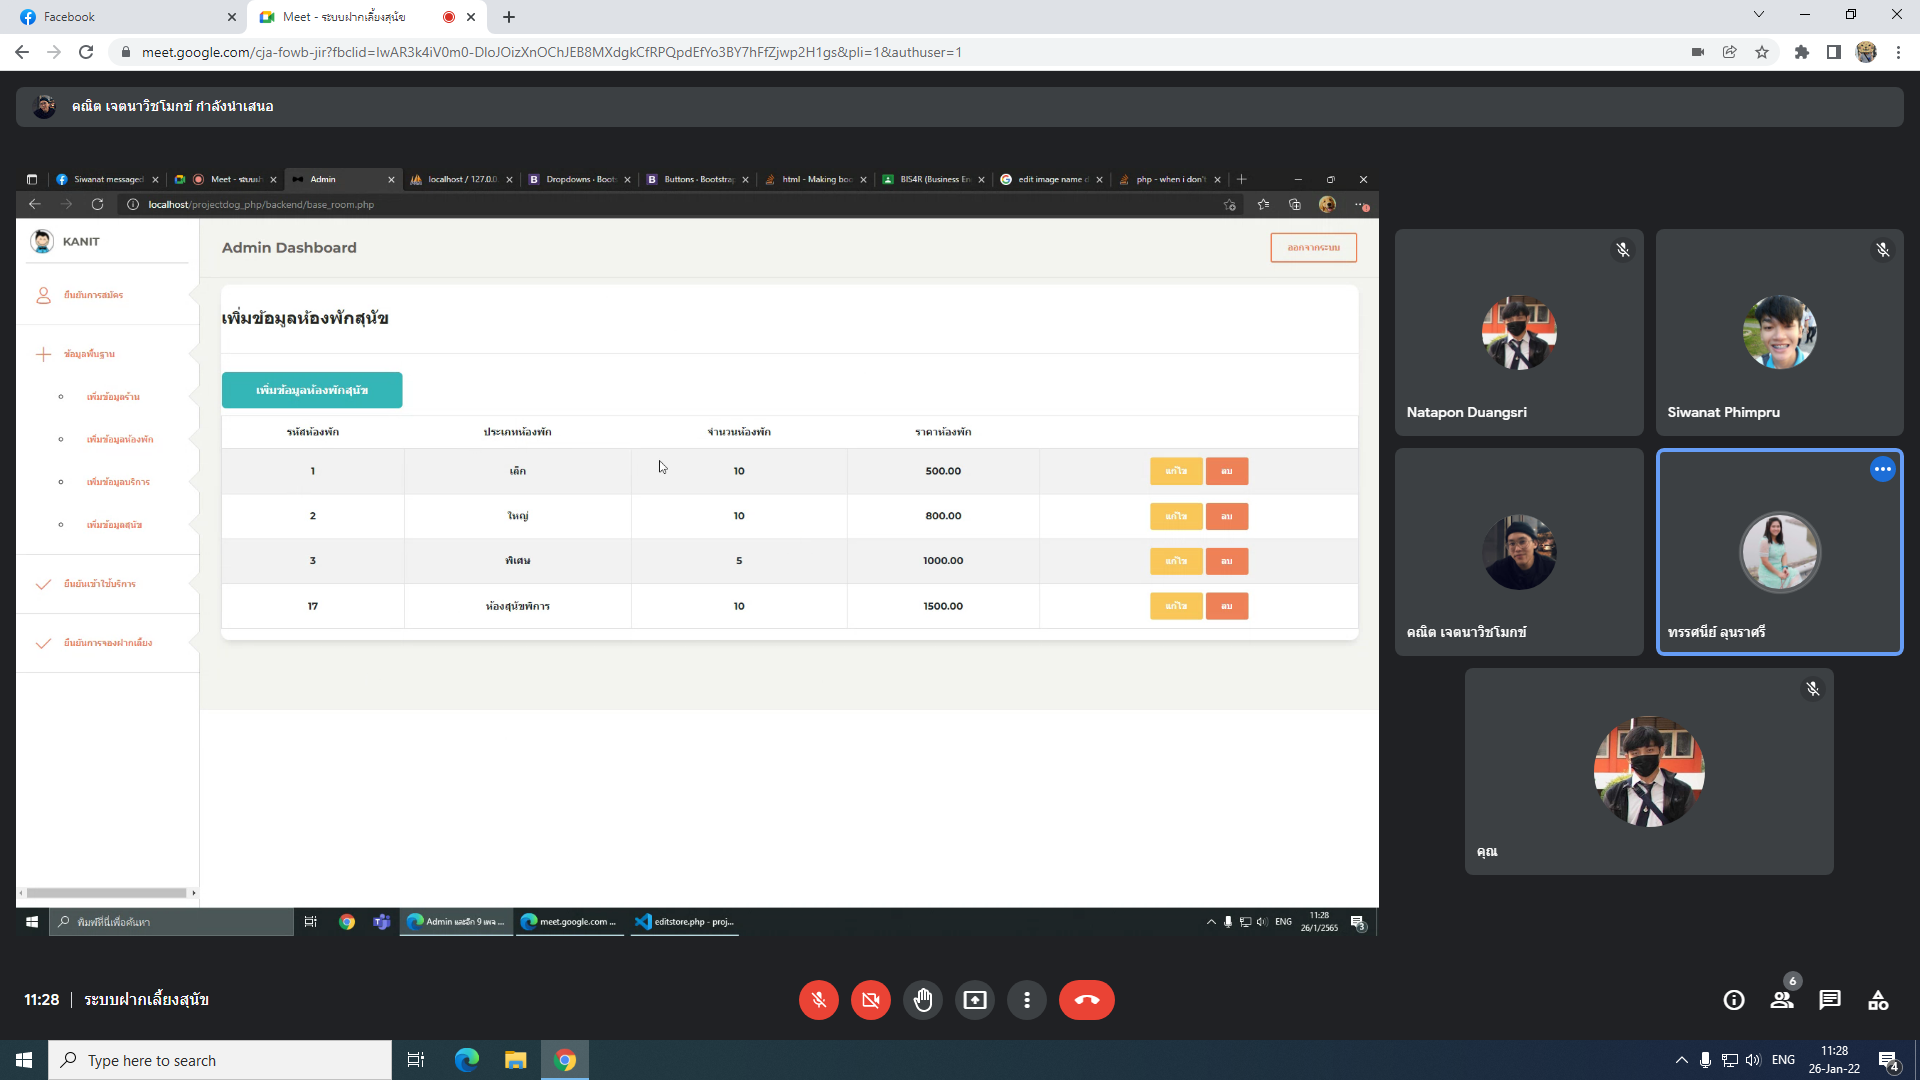 Facebook
Meet - ระบบฝากเลี้ยงสุนัข
meet.google.com/cja-fowb-jir?fbclid=IwAR3k4iV0m0-DIoJOizXnOChJEB8MXdgkCfRPQpdEfYo3BY7hFfZjwp2H1gs&pli=1&authuser=1
คณิต เจตนาวิชโมกข์ กำลังนำเสนอ
Siwanat messaged
Meet - ระบบฝ
Admin
localhost / 127.0.0.
Dropdowns · Boots
Buttons · Bootstrap
html - Making boo
BIS4R (Business En
edit image name d
php - when i don't
localhost/projectdog_php/backend/base_room.php
KANIT
Admin Dashboard
ออกจากระบบ
ยืนยันการสมัคร
ข้อมูลพื้นฐาน
เพิ่มข้อมูลร้าน
เพิ่มข้อมูลห้องพัก
เพิ่มข้อมูลบริการ
เพิ่มข้อมูลสุนัข
ยืนยันเข้าใช้บริการ
ยืนยันการจองฝากเลี้ยง
เพิ่มข้อมูลห้องพักสุนัข
เพิ่มข้อมูลห้องพักสุนัข
รหัสห้องพัก ประเภทห้องพัก จำนวนห้องพัก ราคาห้องพัก
1 เล็ก 10 500.00 แก้ไข ลบ
2 ใหญ่ 10 800.00 แก้ไข ลบ
3 พิเศษ 5 1000.00 แก้ไข ลบ
17 ห้องสุนัขพิการ 10 1500.00 แก้ไข ลบ
Natapon Duangsri
Siwanat Phimpru
คณิต เจตนาวิชโมกข์
ทรรศนีย์ ลุนราศรี
คุณ
พิมพ์ที่นี่เพื่อค้นหา
Admin และอีก 9 เพจ ...
meet.google.com ...
editstore.php - proj...
ENG
11:28
26/1/2565
3
11:28 | ระบบฝากเลี้ยงสุนัข
6
Type here to search
ENG
11:28
26-Jan-22
4